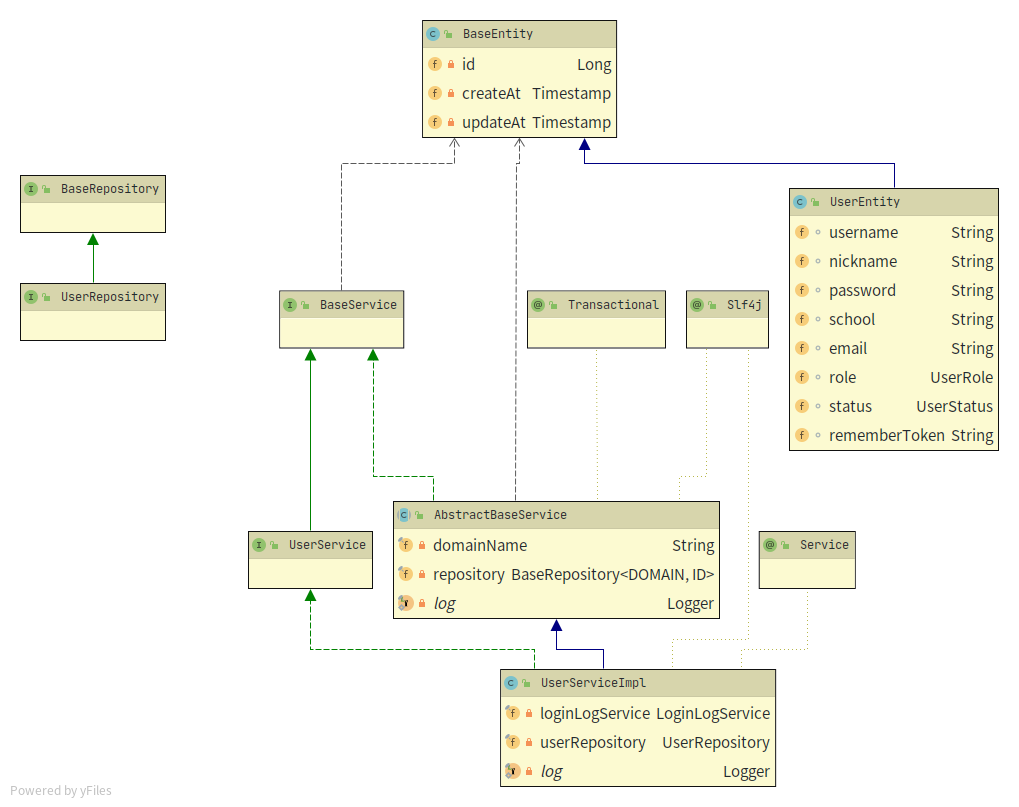 BaseEntity
id Long
createAt Timestamp
updateAt Timestamp
BaseRepository
UserRepository
UserEntity
username String
nickname String
password String
school String
email String
role UserRole
status UserStatus
rememberToken String
BaseService
Transactional
Slf4j
AbstractBaseService
domainName String
repository BaseRepository<DOMAIN, ID>
log Logger
UserService
Service
UserServiceImpl
loginLogService LoginLogService
userRepository UserRepository
log Logger
Powered by yFiles